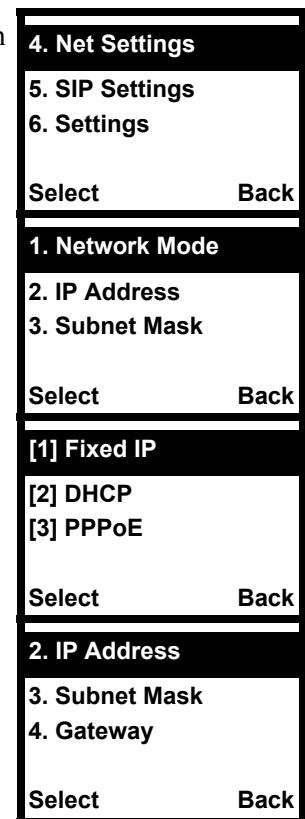 n
4. Net Settings
5. SIP Settings
6. Settings
Select Back
1. Network Mode
2. IP Address
3. Subnet Mask
Select Back
[1] Fixed IP
[2] DHCP
[3] PPPoE
Select Back
2. IP Address
3. Subnet Mask
4. Gateway
Select Back